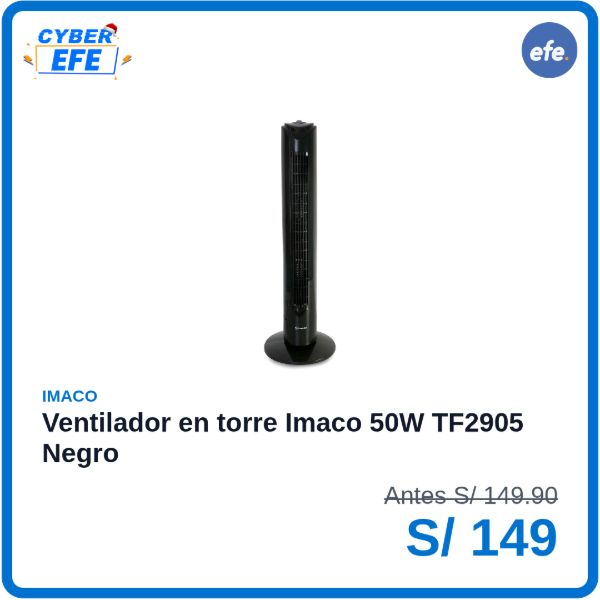 CYBER
EFE
efe.
IMACO
Ventilador en torre Imaco 50W TF2905
Negro
Antes S/ 149.90
S/ 149